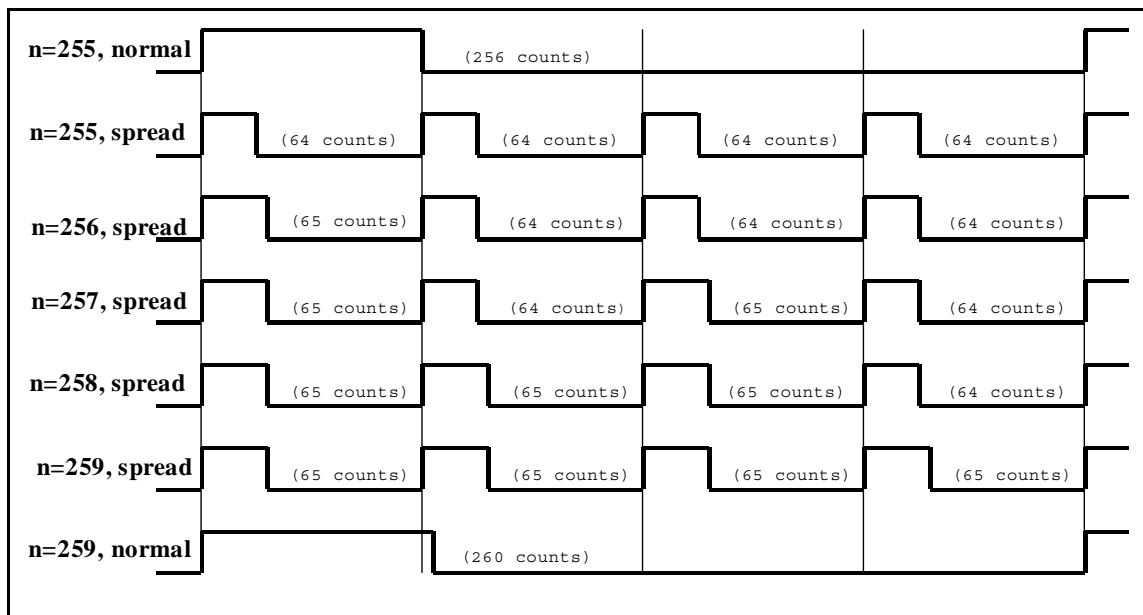 n=255, normal
(256 counts)
n=255, spread
(64 counts) (64 counts) (64 counts) (64 counts)
n=256, spread
(65 counts) (64 counts) (64 counts) (64 counts)
n=257, spread
(65 counts) (64 counts) (65 counts) (64 counts)
n=258, spread
(65 counts) (65 counts) (65 counts) (64 counts)
n=259, spread
(65 counts) (65 counts) (65 counts) (65 counts)
n=259, normal
(260 counts)